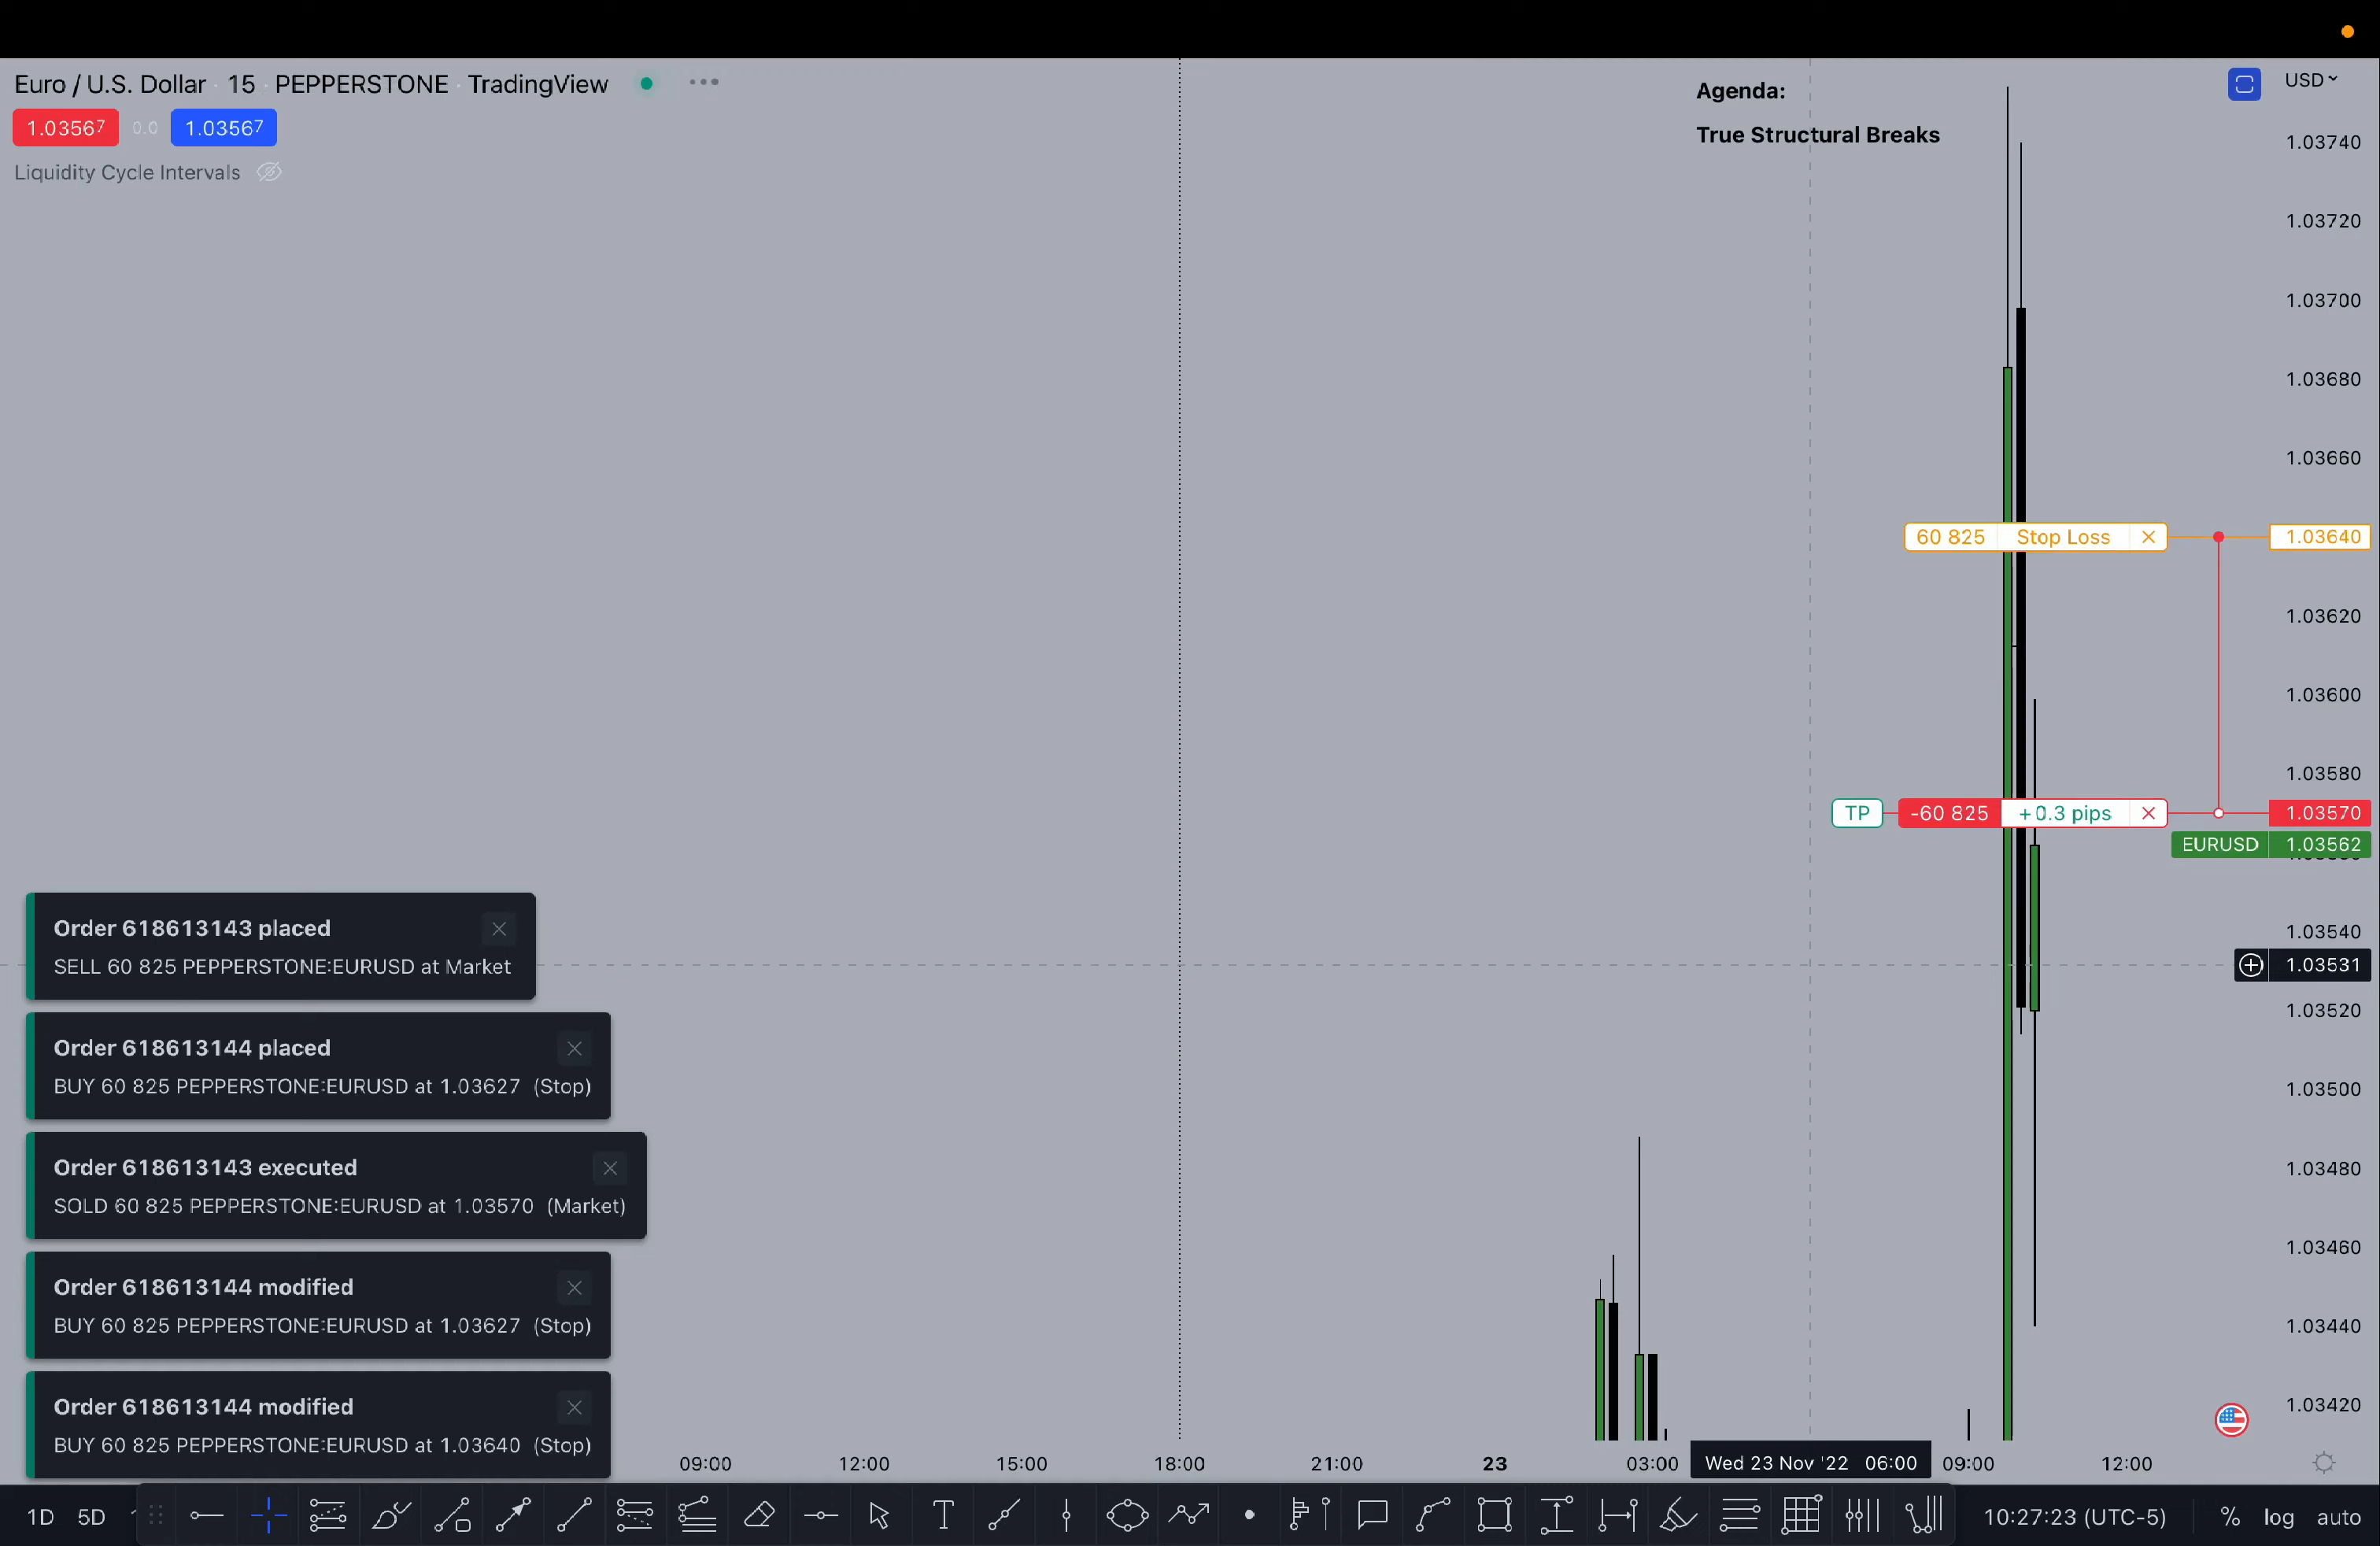 Euro / U.S. Dollar · 15 · PEPPERSTONE · TradingView
1.03567 0.0 1.03567
Liquidity Cycle Intervals
Agenda:
True Structural Breaks
USD
1.03740
1.03720
1.03700
1.03680
1.03660
60 825 Stop Loss 1.03640
1.03620
1.03600
1.03580
TP -60 825 +0.3 pips 1.03570
EURUSD 1.03562
1.03540
1.03531
1.03520
1.03500
1.03480
1.03460
1.03440
1.03420
Order 618613143 placed
SELL 60 825 PEPPERSTONE:EURUSD at Market
Order 618613144 placed
BUY 60 825 PEPPERSTONE:EURUSD at 1.03627 (Stop)
Order 618613143 executed
SOLD 60 825 PEPPERSTONE:EURUSD at 1.03570 (Market)
Order 618613144 modified
BUY 60 825 PEPPERSTONE:EURUSD at 1.03627 (Stop)
Order 618613144 modified
BUY 60 825 PEPPERSTONE:EURUSD at 1.03640 (Stop)
09:00 12:00 15:00 18:00 21:00 23 03:00 Wed 23 Nov '22 06:00 09:00 12:00
1D 5D 10:27:23 (UTC-5) % log auto